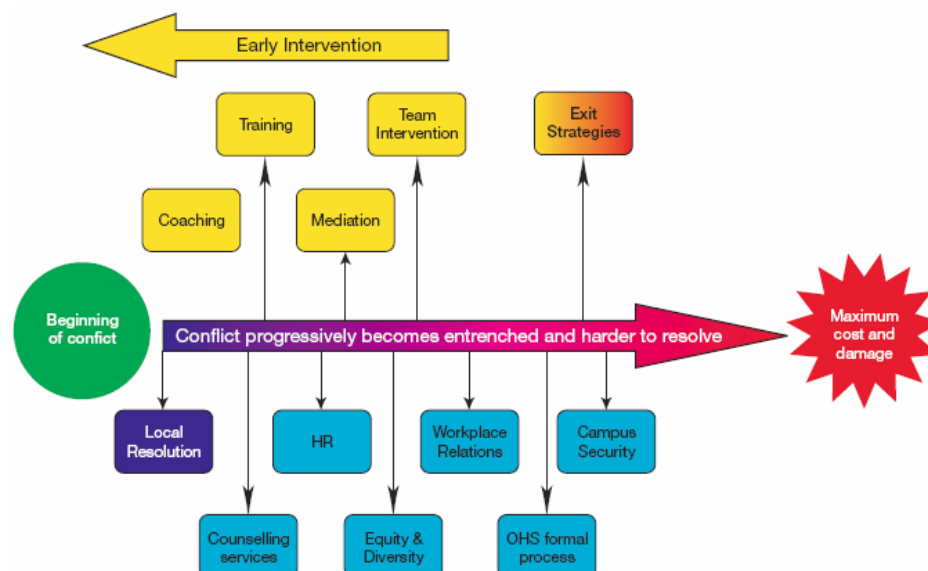 Early Intervention
Training
Team
Intervention
Exit
Strategies
Coaching
Mediation
Beginning
of confict
Conflict progressively becomes entrenched and harder to resolve
Maximum
cost and
damage
Local
Resolution
HR
Workplace
Relations
Campus
Security
Counselling
services
Equity &
Diversity
OHS formal
process